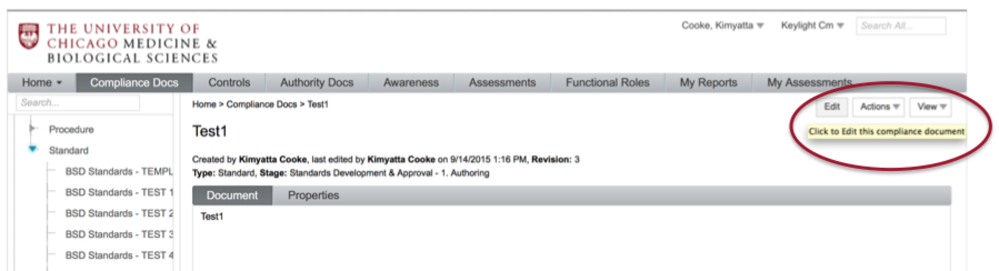 THE UNIVERSITY OF
CHICAGO MEDICINE &
BIOLOGICAL SCIENCES
Cooke, Kimyatta Keylight Cm Search All...
Home Compliance Docs Controls Authority Docs Awareness Assessments Functional Roles My Reports My Assessments
Search...
Home > Compliance Docs > Test1
Edit Actions View
Click to Edit this compliance document
Procedure
Standard
BSD Standards - TEMPL
BSD Standards - TEST 1
BSD Standards - TEST 2
BSD Standards - TEST 3
BSD Standards - TEST 4
Test1
Created by Kimyatta Cooke, last edited by Kimyatta Cooke on 9/14/2015 1:16 PM, Revision: 3
Type: Standard, Stage: Standards Development & Approval - 1. Authoring
Document Properties
Test1